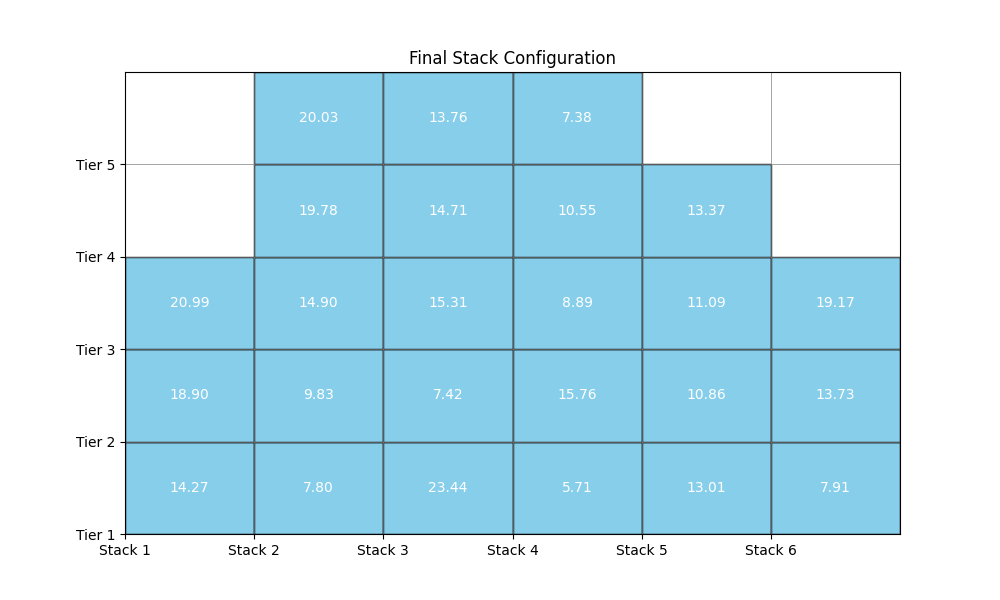 Final Stack Configuration
20.03 13.76 7.38
Tier 5
19.78 14.71 10.55 13.37
Tier 4
20.99 14.90 15.31 8.89 11.09 19.17
Tier 3
18.90 9.83 7.42 15.76 10.86 13.73
Tier 2
14.27 7.80 23.44 5.71 13.01 7.91
Tier 1
Stack 1 Stack 2 Stack 3 Stack 4 Stack 5 Stack 6